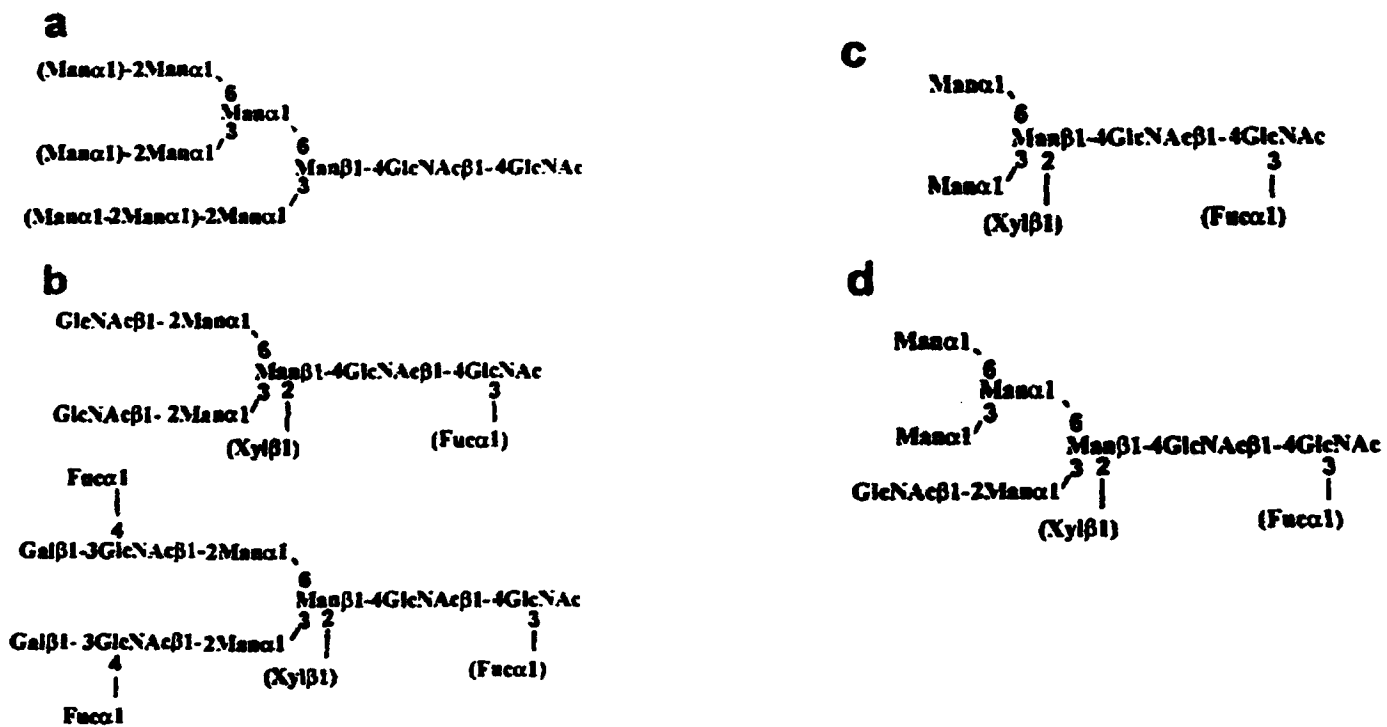 a
(Manα1)-2Manα1
6
Manα1
3
(Manα1)-2Manα1
6
Manβ1-4GlcNAcβ1-4GlcNAc
3
(Manα1-2Manα1)-2Manα1
b
GlcNAcβ1-2Manα1
6
Manβ1-4GlcNAcβ1-4GlcNAc
3 2 3
GlcNAcβ1-2Manα1
(Xylβ1) (Fucα1)
Fucα1
4
Galβ1-3GlcNAcβ1-2Manα1
6
Manβ1-4GlcNAcβ1-4GlcNAc
3 2 3
Galβ1-3GlcNAcβ1-2Manα1
4
(Xylβ1) (Fucα1)
Fucα1
c
Manα1
6
Manβ1-4GlcNAcβ1-4GlcNAc
3 2 3
Manα1
(Xylβ1) (Fucα1)
d
Manα1
6
Manα1
3
Manα1
6
Manβ1-4GlcNAcβ1-4GlcNAc
3 2 3
GlcNAcβ1-2Manα1
(Xylβ1) (Fucα1)